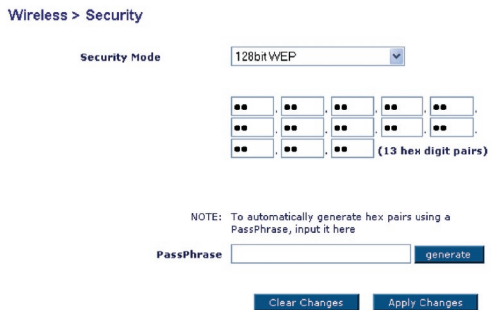 Wireless > Security
Security Mode 128bit WEP
•• . •• . •• . •• . •• .
•• . •• . •• . •• . •• .
•• . •• . •• (13 hex digit pairs)
NOTE: To automatically generate hex pairs using a
PassPhrase, input it here
PassPhrase generate
Clear Changes Apply Changes